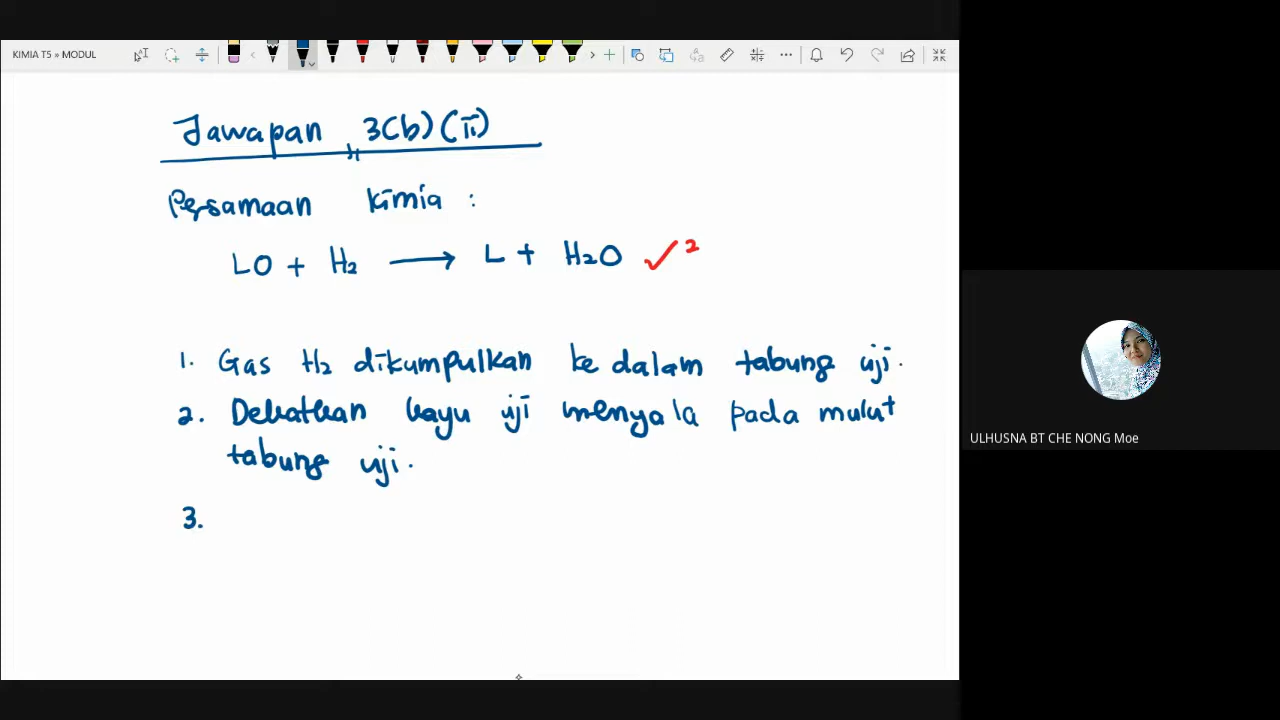 KIMIA T5 » MODUL
Jawapan 3(b)(ii)
Persamaan kimia :
LO + H₂ → L + H₂O ✓²
1. Gas H₂ dikumpulkan ke dalam tabung uji.
2. Dekatkan kayu uji menyala pada mulut
tabung uji.
3.
ULHUSNA BT CHE NONG Moe